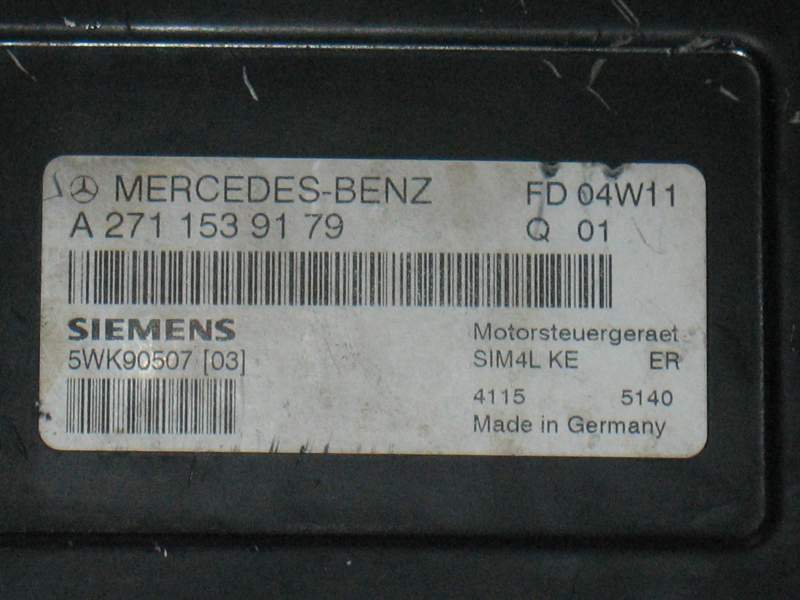 MERCEDES-BENZ FD 04W11
A 271 153 91 79 Q 01
SIEMENS Motorsteuergeraet
5WK90507 [03] SIM4L KE ER
4115 5140
Made in Germany